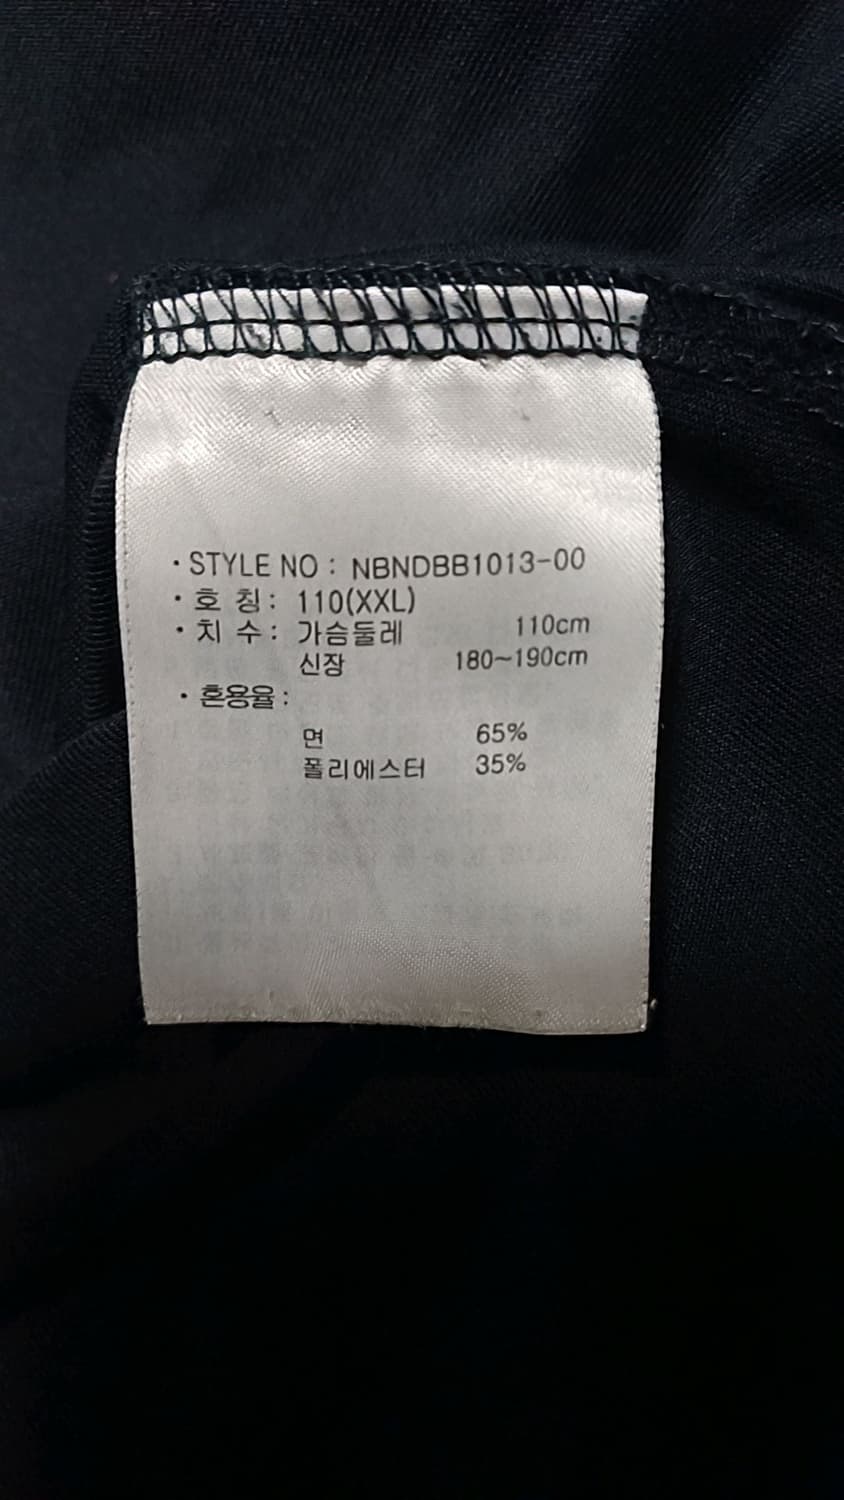 · STYLE NO : NBNDBB1013-00
· 호 칭 : 110(XXL)
· 치 수 : 가슴둘레 110cm
신장 180~190cm
· 혼용율 :
면 65%
폴리에스터 35%